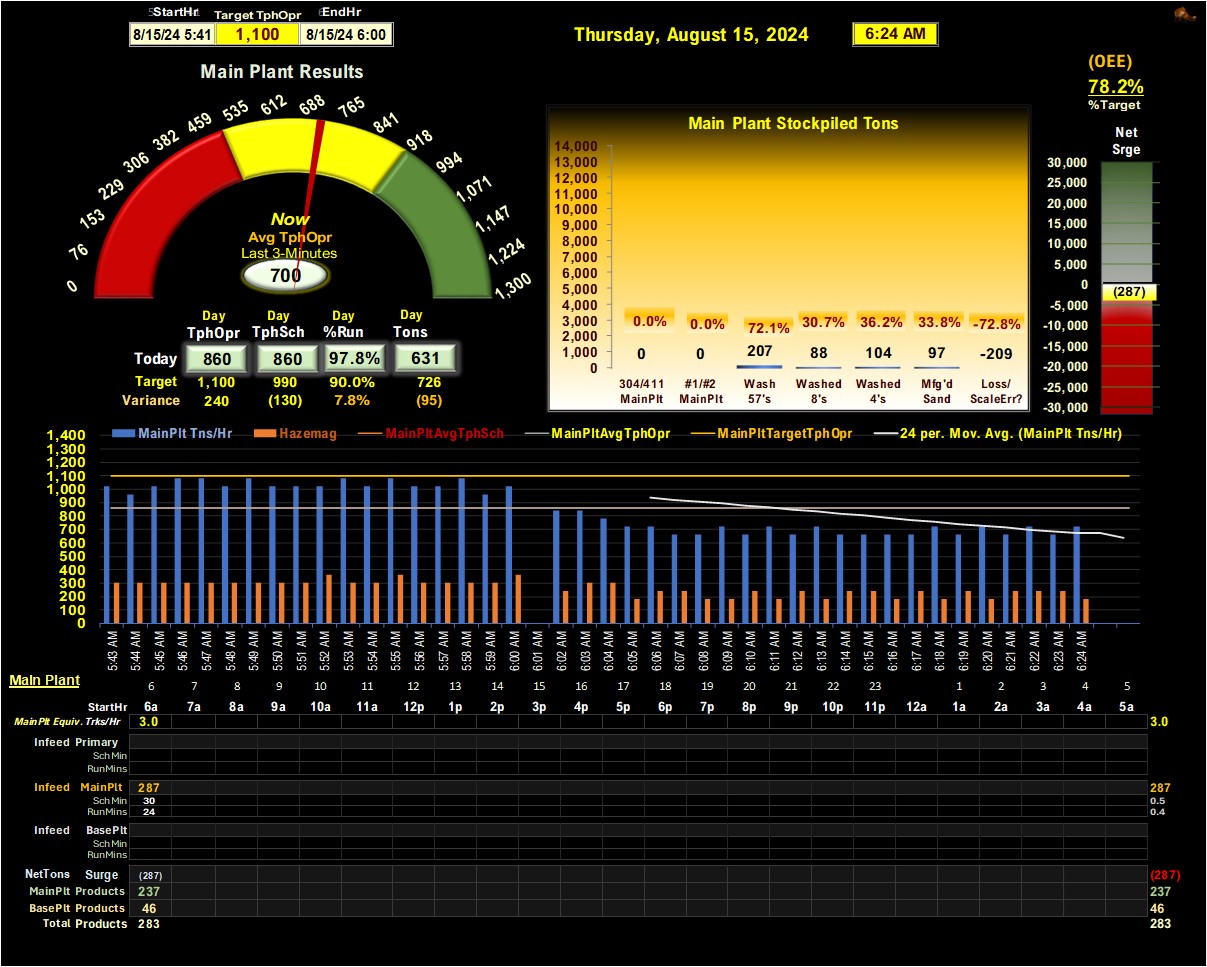 StartHr Target TphOpr EndHr
8/15/24 5:41 1,100 8/15/24 6:00
Thursday, August 15, 2024 6:24 AM
(OEE)
78.2%
%Target
Main Plant Results
0 76 153 229 306 382 459 535 612 688 765 841 918 994 1,071 1,147 1,224 1,300
Now
Avg TphOpr
Last 3-Minutes
700
Day Day Day Day
TphOpr TphSch %Run Tons
Today 860 860 97.8% 631
Target 1,100 990 90.0% 726
Variance 240 (130) 7.8% (95)
Main Plant Stockpiled Tons
14,000
13,000
12,000
11,000
10,000
9,000
8,000
7,000
6,000
5,000
4,000
3,000
2,000
1,000
0
0.0% 0.0% 72.1% 30.7% 36.2% 33.8% -72.8%
0 0 207 88 104 97 -209
304/411 #1/#2 Wash Washed Washed Mfg'd Loss/
MainPlt MainPlt 57's 8's 4's Sand ScaleErr?
Net
Srge
30,000
25,000
20,000
15,000
10,000
5,000
0
(287)
-5,000
-10,000
-15,000
-20,000
-25,000
-30,000
MainPlt Tns/Hr Hazemag MainPltAvgTphSch MainPltAvgTphOpr MainPltTargetTphOpr 24 per. Mov. Avg. (MainPlt Tns/Hr)
1,400
1,300
1,200
1,100
1,000
900
800
700
600
500
400
300
200
100
0
5:43 AM 5:44 AM 5:45 AM 5:46 AM 5:47 AM 5:48 AM 5:49 AM 5:50 AM 5:51 AM 5:52 AM 5:53 AM 5:54 AM 5:55 AM 5:56 AM 5:57 AM 5:58 AM 5:59 AM 6:00 AM 6:01 AM 6:02 AM 6:03 AM 6:04 AM 6:05 AM 6:06 AM 6:07 AM 6:08 AM 6:09 AM 6:10 AM 6:11 AM 6:12 AM 6:13 AM 6:14 AM 6:15 AM 6:16 AM 6:17 AM 6:18 AM 6:19 AM 6:20 AM 6:21 AM 6:22 AM 6:23 AM 6:24 AM
Main Plant
6 7 8 9 10 11 12 13 14 15 16 17 18 19 20 21 22 23 1 2 3 4 5
StartHr 6a 7a 8a 9a 10a 11a 12p 1p 2p 3p 4p 5p 6p 7p 8p 9p 10p 11p 12a 1a 2a 3a 4a 5a
MainPlt Equiv. Trks/Hr 3.0 3.0
Infeed Primary
Sch Min
RunMins
Infeed MainPlt 287 287
Sch Min 30 0.5
RunMins 24 0.4
Infeed BasePlt
Sch Min
RunMins
NetTons Surge (287) (287)
MainPlt Products 237 237
BasePlt Products 46 46
Total Products 283 283